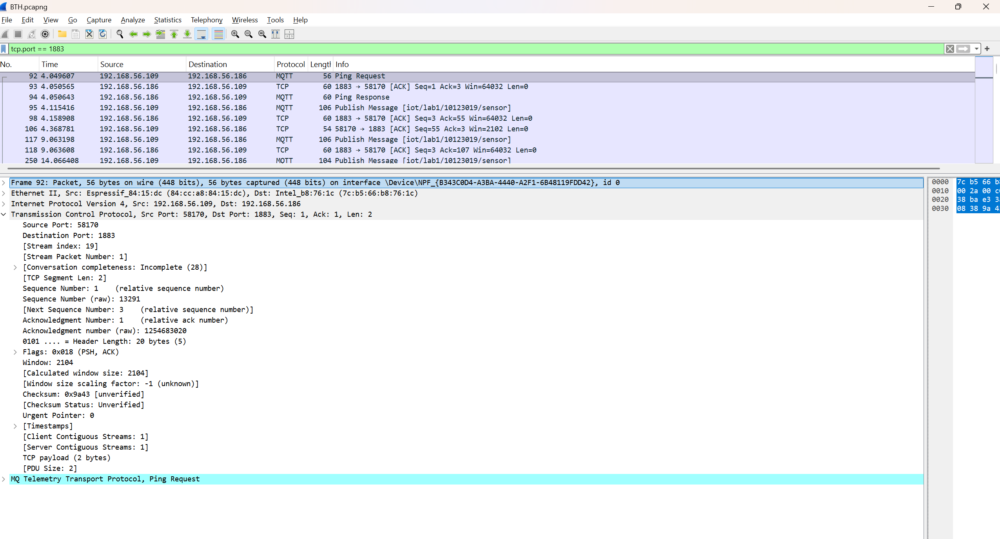 BTH.pcapng
File Edit View Go Capture Analyze Statistics Telephony Wireless Tools Help
tcp.port == 1883
No. Time Source Destination Protocol Length Info
92 4.049607 192.168.56.109 192.168.56.186 MQTT 56 Ping Request
93 4.050565 192.168.56.186 192.168.56.109 TCP 60 1883 → 58170 [ACK] Seq=1 Ack=3 Win=64032 Len=0
94 4.050643 192.168.56.186 192.168.56.109 MQTT 60 Ping Response
95 4.115416 192.168.56.109 192.168.56.186 MQTT 106 Publish Message [iot/lab1/10123019/sensor]
98 4.158908 192.168.56.186 192.168.56.109 TCP 60 1883 → 58170 [ACK] Seq=3 Ack=55 Win=64032 Len=0
106 4.368781 192.168.56.109 192.168.56.186 TCP 54 58170 → 1883 [ACK] Seq=55 Ack=3 Win=2102 Len=0
117 9.063198 192.168.56.109 192.168.56.186 MQTT 106 Publish Message [iot/lab1/10123019/sensor]
118 9.063608 192.168.56.186 192.168.56.109 TCP 60 1883 → 58170 [ACK] Seq=3 Ack=107 Win=64032 Len=0
250 14.066408 192.168.56.109 192.168.56.186 MQTT 104 Publish Message [iot/lab1/10123019/sensor]
Frame 92: Packet, 56 bytes on wire (448 bits), 56 bytes captured (448 bits) on interface \Device\NPF_{B343C0D4-A3BA-4440-A2F1-6B48119FDD42}, id 0
Ethernet II, Src: Espressif_84:15:dc (84:cc:a8:84:15:dc), Dst: Intel_b8:76:1c (7c:b5:66:b8:76:1c)
Internet Protocol Version 4, Src: 192.168.56.109, Dst: 192.168.56.186
Transmission Control Protocol, Src Port: 58170, Dst Port: 1883, Seq: 1, Ack: 1, Len: 2
Source Port: 58170
Destination Port: 1883
[Stream index: 19]
[Stream Packet Number: 1]
[Conversation completeness: Incomplete (28)]
[TCP Segment Len: 2]
Sequence Number: 1 (relative sequence number)
Sequence Number (raw): 13291
[Next Sequence Number: 3 (relative sequence number)]
Acknowledgment Number: 1 (relative ack number)
Acknowledgment number (raw): 1254683020
0101 .... = Header Length: 20 bytes (5)
Flags: 0x018 (PSH, ACK)
Window: 2104
[Calculated window size: 2104]
[Window size scaling factor: -1 (unknown)]
Checksum: 0x9a43 [unverified]
[Checksum Status: Unverified]
Urgent Pointer: 0
[Timestamps]
[Client Contiguous Streams: 1]
[Server Contiguous Streams: 1]
TCP payload (2 bytes)
[PDU Size: 2]
MQ Telemetry Transport Protocol, Ping Request
0000 7c b5 66
0010 00 2a 00
0020 38 ba e3
0030 08 38 9a